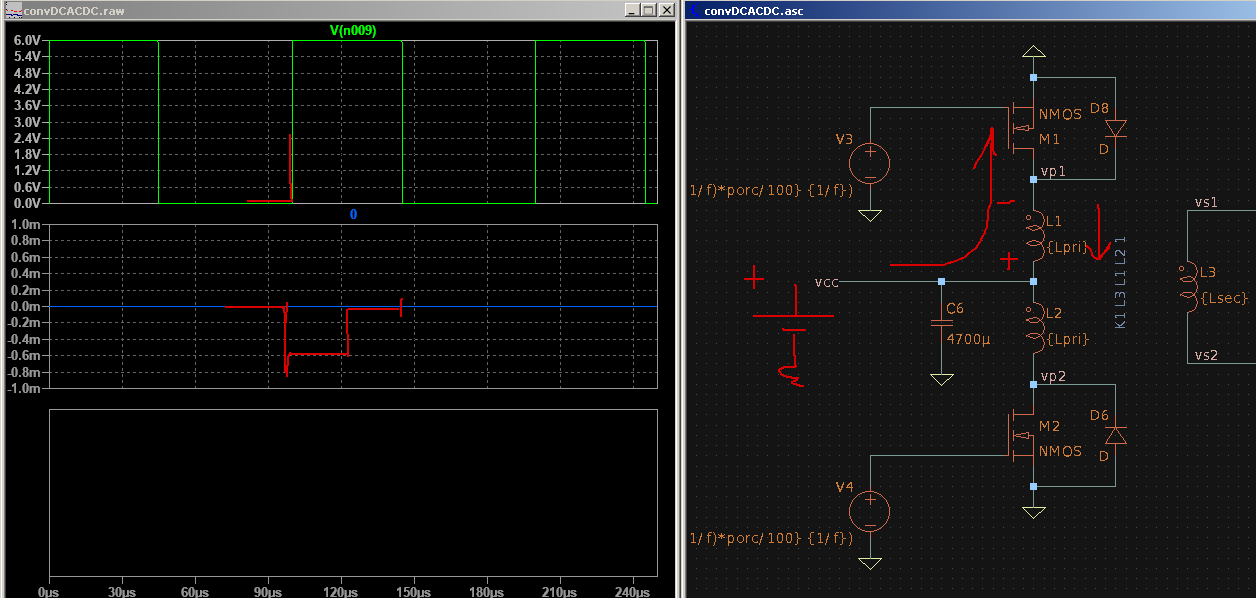 convDCACDC.raw
V(n009)
6.0V
5.4V
4.8V
4.2V
3.6V
3.0V
2.4V
1.8V
1.2V
0.6V
0.0V
0
1.0m
0.8m
0.6m
0.4m
0.2m
0.0m
-0.2m
-0.4m
-0.6m
-0.8m
-1.0m
0µs 30µs 60µs 90µs 120µs 150µs 180µs 210µs 240µs
convDCACDC.asc
NMOS
M1
D8
D
V3
+
1/f)*porc/100} {1/f})
vp1
L1
{Lpri}
vcc
+
+
C6
4700µ
L2
{Lpri}
K1 L3 L1 L2 1
vs1
L3
{Lsec}
vs2
vp2
M2
NMOS
D6
D
V4
+
1/f)*porc/100} {1/f})